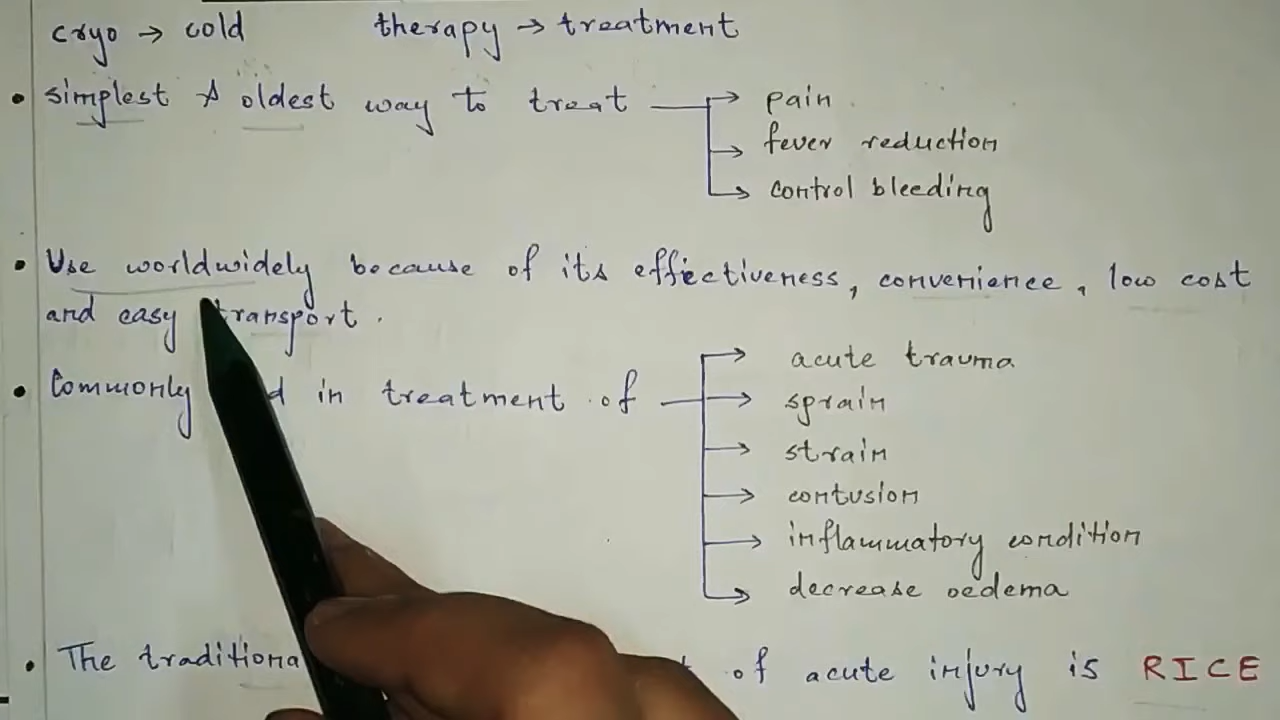 cryo → cold therapy → treatment
• simplest & oldest way to treat → pain
→ fever reduction
→ control bleeding
• Use worldwidely because of its effectiveness, convenience, low cost
and easy transport.
• Commonly in treatment of → acute trauma
→ sprain
→ strain
→ contusion
→ inflammatory condition
→ decrease oedema
• The of acute injury is RICE